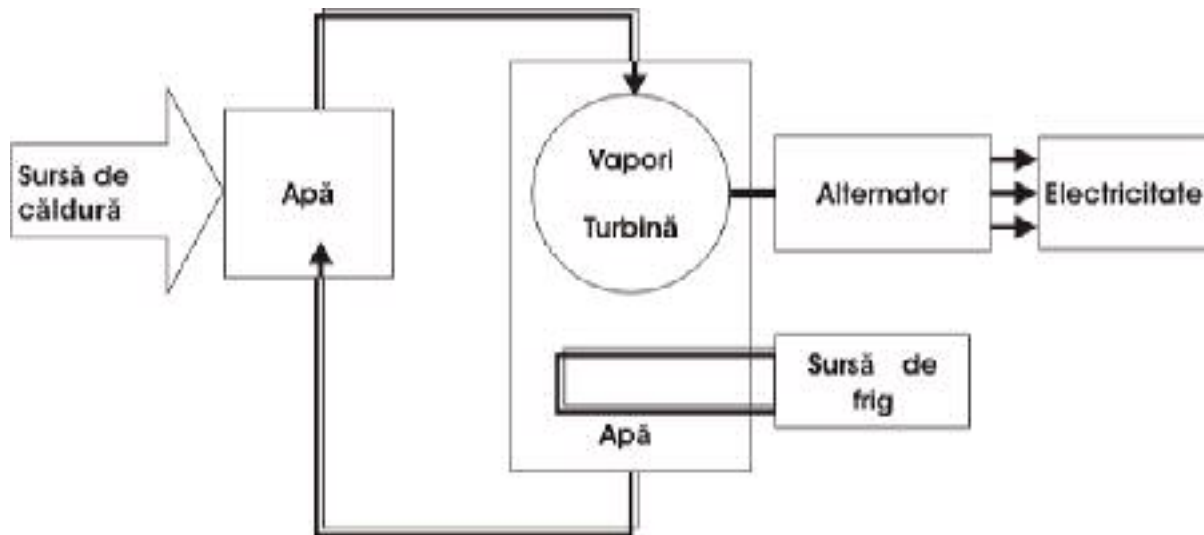 Sursă de
căldură
Apă
Vapori
Turbină
Alternator
Electricitate
Sursă de
frig
Apă